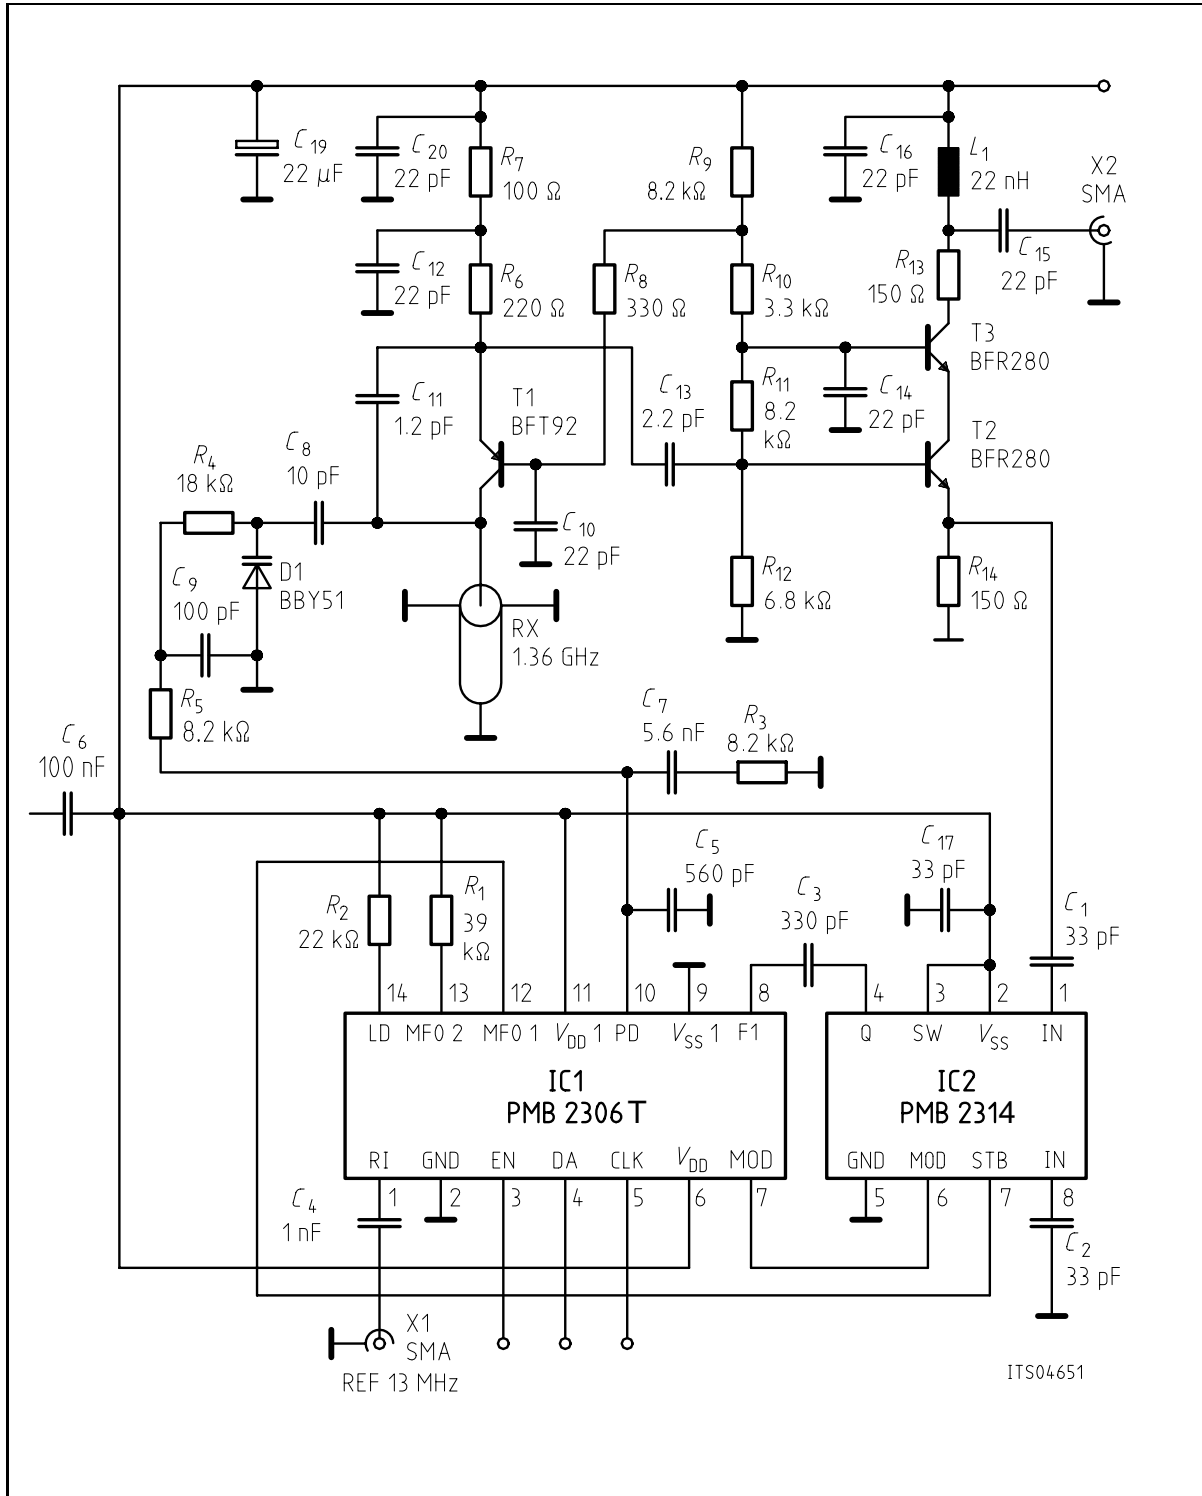 C19
22 µF
C20
22 pF
R7
100 Ω
R9
8.2 kΩ
C16
22 pF
L1
22 nH
X2
SMA
C12
22 pF
R6
220 Ω
R8
330 Ω
R10
3.3 kΩ
R13
150 Ω
C15
22 pF
T3
BFR280
C11
1.2 pF
T1
BFT92
C13
2.2 pF
R11
8.2
kΩ
C14
22 pF
T2
BFR280
R4
18 kΩ
C8
10 pF
C10
22 pF
C9
100 pF
D1
BBY51
R12
6.8 kΩ
R14
150 Ω
RX
1.36 GHz
R5
8.2 kΩ
C7
5.6 nF
R3
8.2 kΩ
C6
100 nF
R2
22 kΩ
R1
39
kΩ
C5
560 pF
C17
33 pF
C3
330 pF
C1
33 pF
14 13 12 11 10 9 8 4 3 2 1
LD MFO 2 MFO 1 VDD 1 PD VSS 1 F1 Q SW VSS IN
IC1
PMB 2306 T
IC2
PMB 2314
RI GND EN DA CLK VDD MOD GND MOD STB IN
1 2 3 4 5 6 7 5 6 7 8
C4
1 nF
C2
33 pF
X1
SMA
REF 13 MHz
ITS04651